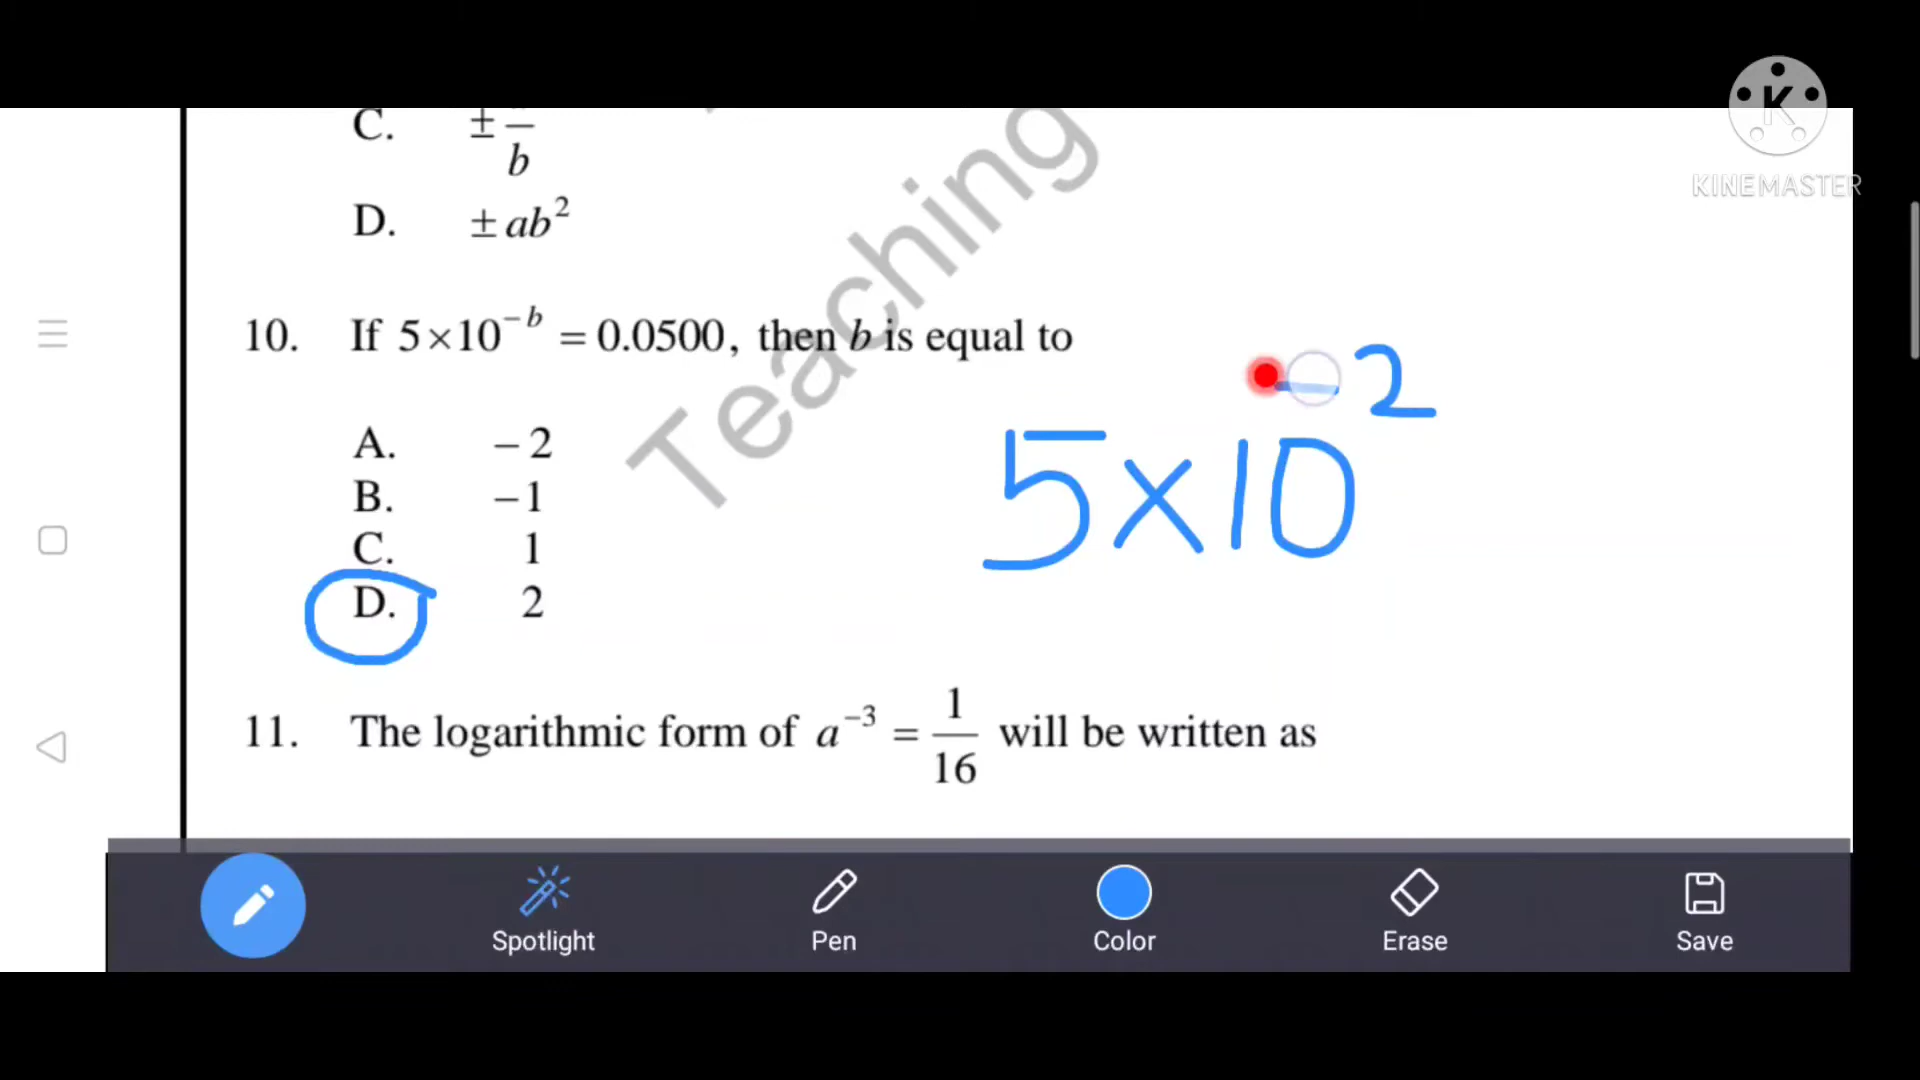 C. ± — b
KINEMASTER
D. ± ab²
Teaching
10. If 5×10⁻ᵇ = 0.0500, then b is equal to
−2
5×10
A. −2
B. −1
C. 1
D. 2
11. The logarithmic form of a⁻³ = 1/16 will be written as
Spotlight Pen Color Erase Save